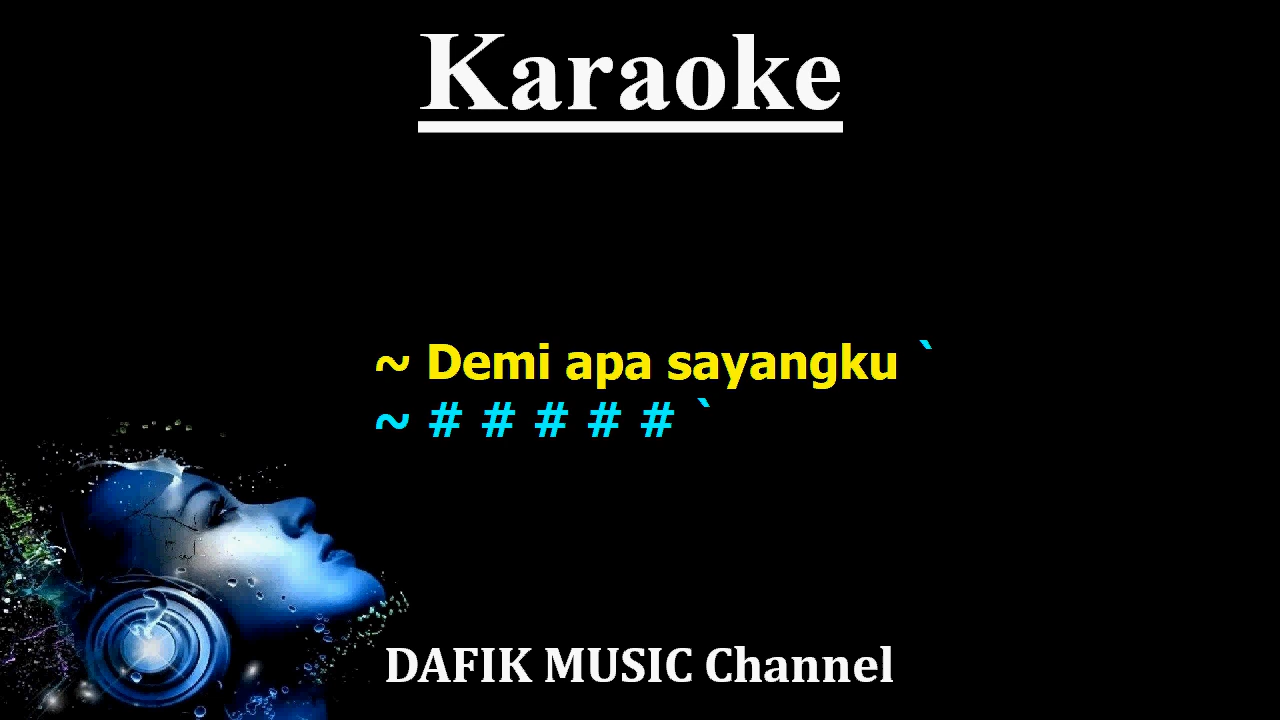 Karaoke
~ Demi apa sayangku `
~ # # # # # `
DAFIK MUSIC Channel